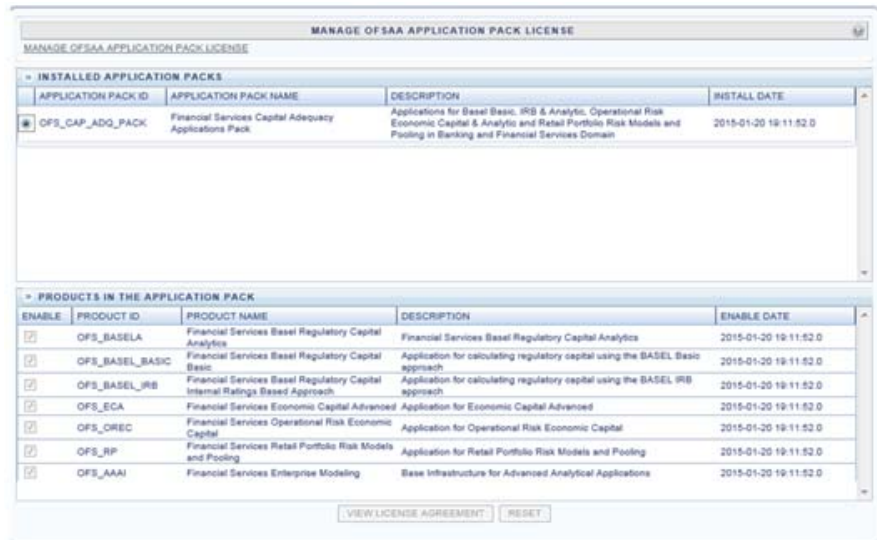 MANAGE OFSAA APPLICATION PACK LICENSE
MANAGE OFSAA APPLICATION PACK LICENSE
» INSTALLED APPLICATION PACKS
APPLICATION PACK ID APPLICATION PACK NAME DESCRIPTION INSTALL DATE
OFS_CAP_ADQ_PACK Financial Services Capital Adequacy Applications Pack Applications for Basel Basic, IRB & Analytic, Operational Risk Economic Capital & Analytic and Retail Portfolio Risk Models and Pooling in Banking and Financial Services Domain 2015-01-20 19:11:52.0
» PRODUCTS IN THE APPLICATION PACK
ENABLE PRODUCT ID PRODUCT NAME DESCRIPTION ENABLE DATE
OFS_BASELA Financial Services Basel Regulatory Capital Analytics Financial Services Basel Regulatory Capital Analytics 2015-01-20 19:11:52.0
OFS_BASEL_BASIC Financial Services Basel Regulatory Capital Basic Application for calculating regulatory capital using the BASEL Basic approach 2015-01-20 19:11:52.0
OFS_BASEL_IRB Financial Services Basel Regulatory Capital Internal Ratings Based Approach Application for calculating regulatory capital using the BASEL IRB approach 2015-01-20 19:11:52.0
OFS_ECA Financial Services Economic Capital Advanced Application for Economic Capital Advanced 2015-01-20 19:11:52.0
OFS_OREC Financial Services Operational Risk Economic Capital Application for Operational Risk Economic Capital 2015-01-20 19:11:52.0
OFS_RP Financial Services Retail Portfolio Risk Models and Pooling Application for Retail Portfolio Risk Models and Pooling 2015-01-20 19:11:52.0
OFS_AAAI Financial Services Enterprise Modeling Base Infrastructure for Advanced Analytical Applications 2015-01-20 19:11:52.0
VIEW LICENSE AGREEMENT RESET